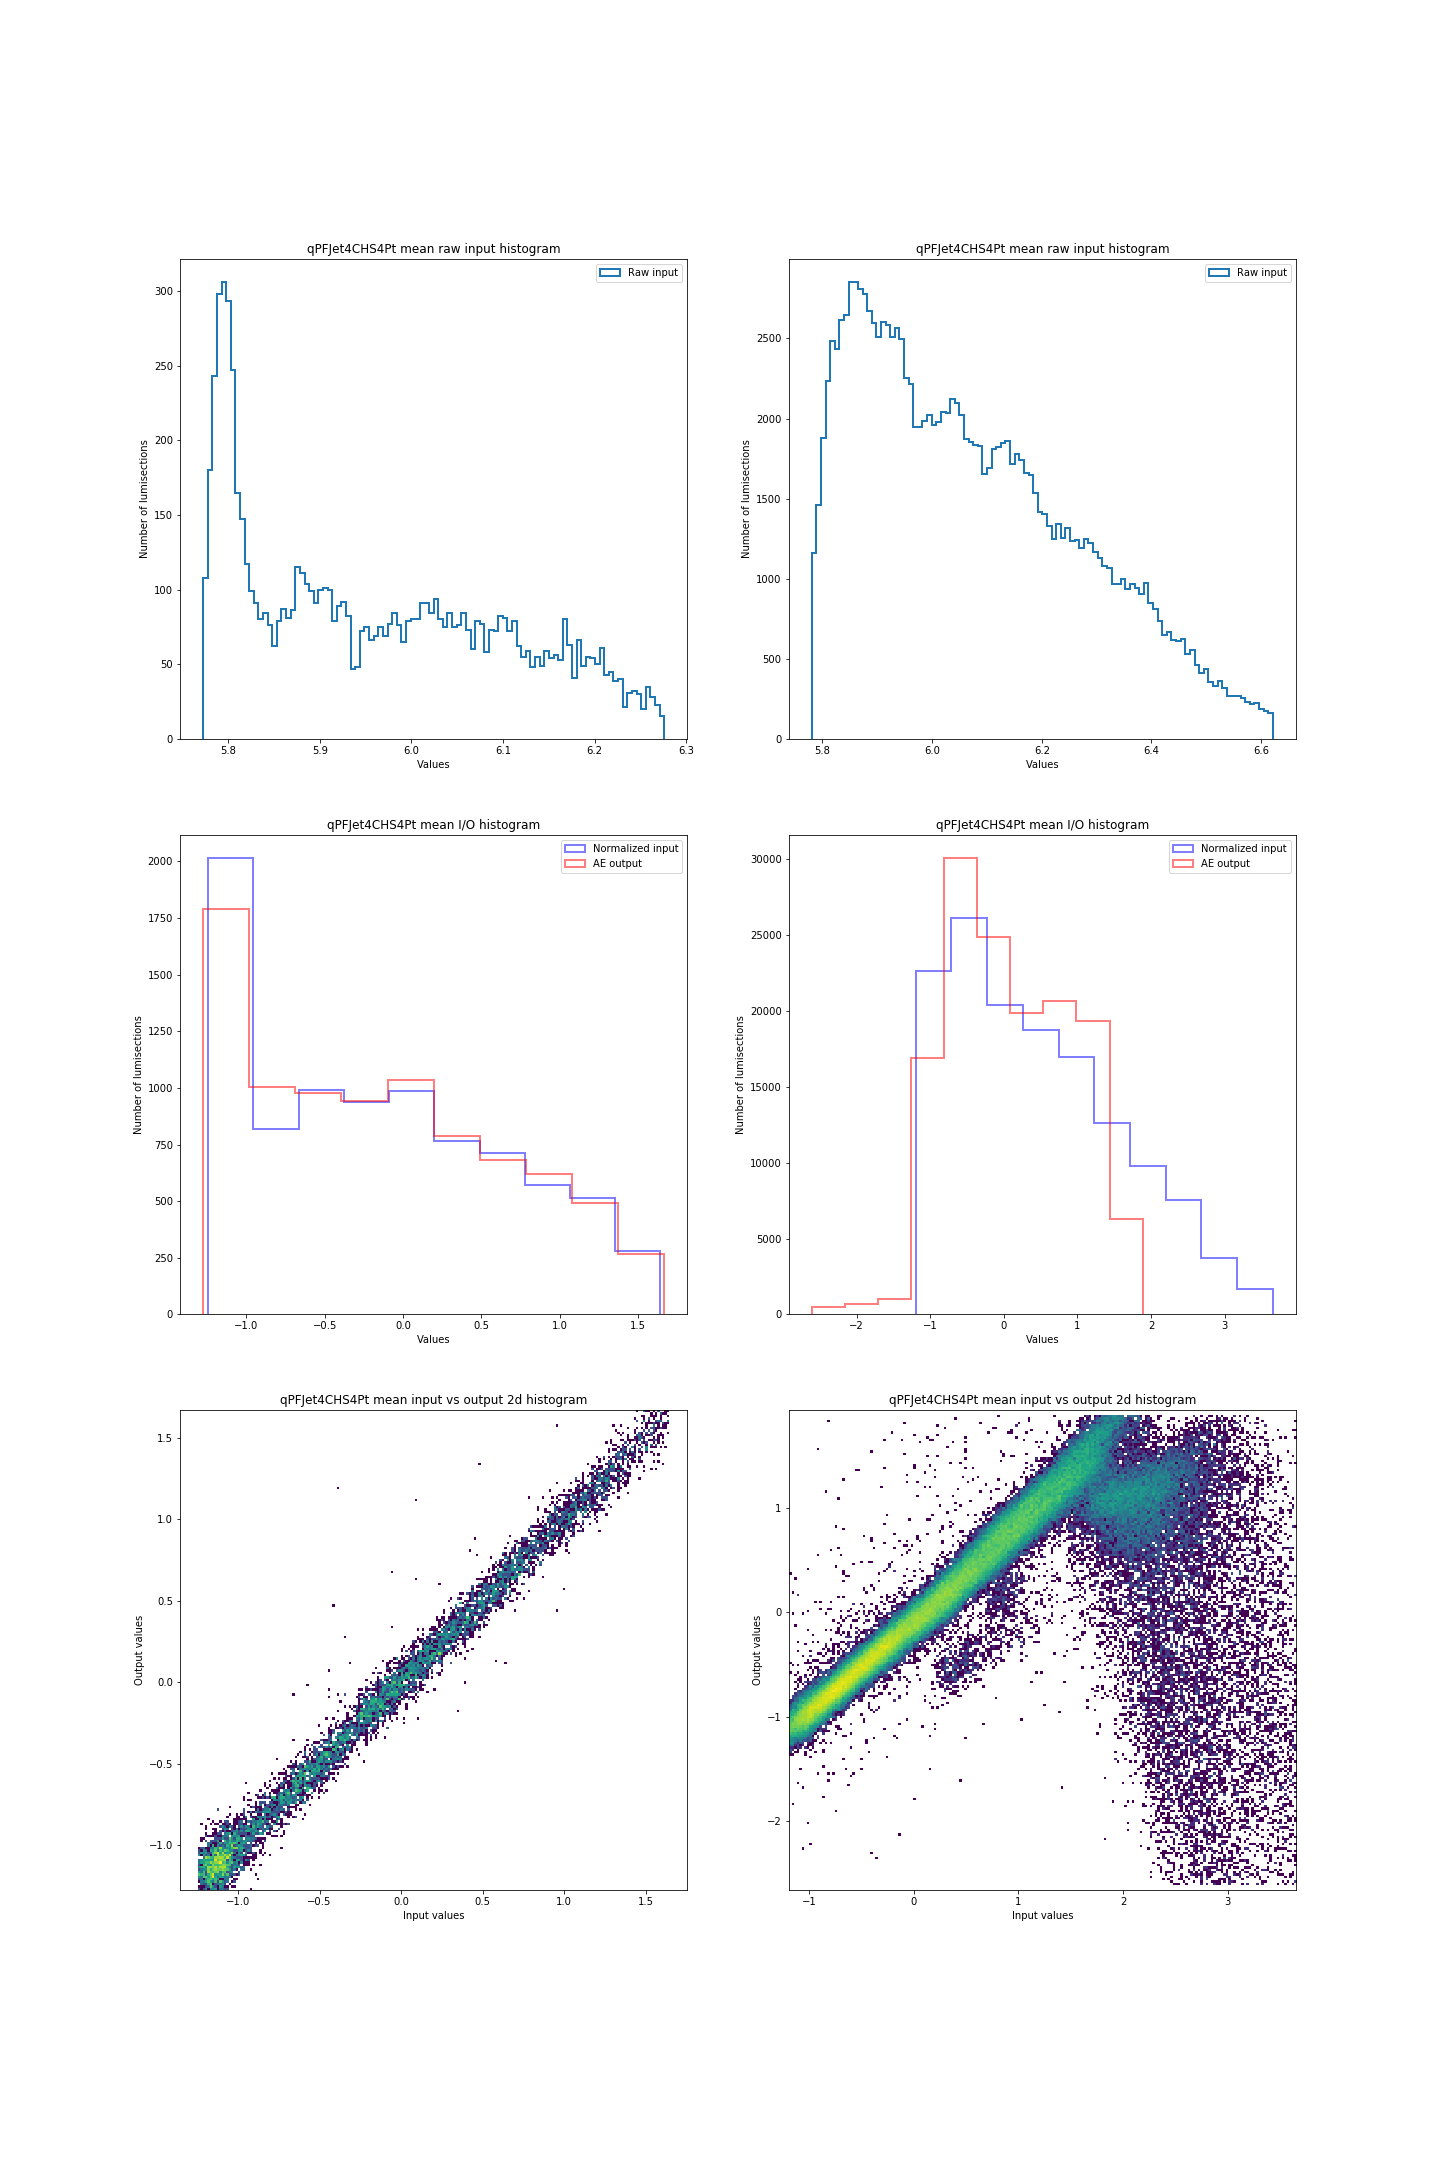 qPFJet4CHS4Pt mean raw input histogram
Raw input
300
250
200
150
100
50
0
Number of lumisections
5.8 5.9 6.0 6.1 6.2 6.3
Values
qPFJet4CHS4Pt mean raw input histogram
Raw input
2500
2000
1500
1000
500
0
Number of lumisections
5.8 6.0 6.2 6.4 6.6
Values
qPFJet4CHS4Pt mean I/O histogram
Normalized input
AE output
2000
1750
1500
1250
1000
750
500
250
0
Number of lumisections
−1.0 −0.5 0.0 0.5 1.0 1.5
Values
qPFJet4CHS4Pt mean I/O histogram
Normalized input
AE output
30000
25000
20000
15000
10000
5000
0
Number of lumisections
−2 −1 0 1 2 3
Values
qPFJet4CHS4Pt mean input vs output 2d histogram
1.5
1.0
0.5
0.0
−0.5
−1.0
Output values
−1.0 −0.5 0.0 0.5 1.0 1.5
Input values
qPFJet4CHS4Pt mean input vs output 2d histogram
1
0
−1
−2
Output values
−1 0 1 2 3
Input values